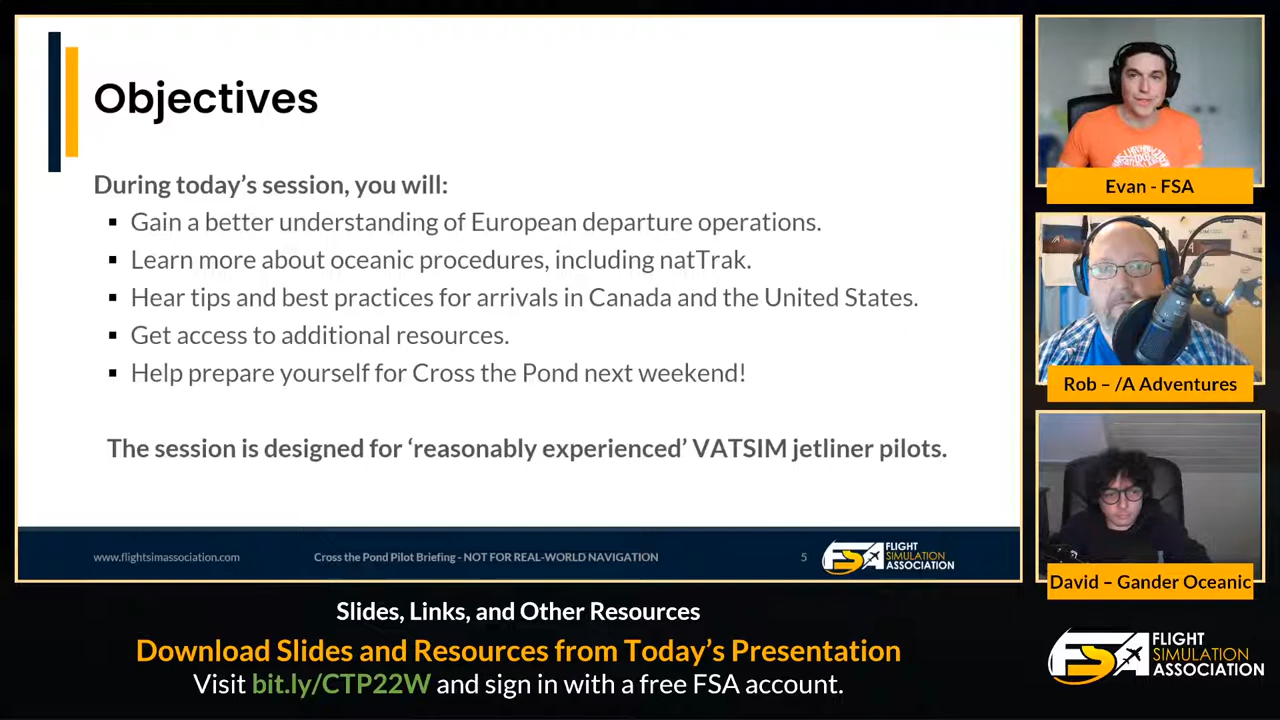 Objectives
During today's session, you will:
▪ Gain a better understanding of European departure operations.
▪ Learn more about oceanic procedures, including natTrak.
▪ Hear tips and best practices for arrivals in Canada and the United States.
▪ Get access to additional resources.
▪ Help prepare yourself for Cross the Pond next weekend!
The session is designed for ‘reasonably experienced’ VATSIM jetliner pilots.
www.flightsimassociation.com
Cross the Pond Pilot Briefing - NOT FOR REAL-WORLD NAVIGATION
5
FSA
FLIGHT
SIMULATION
ASSOCIATION
Evan - FSA
Rob – /A Adventures
David – Gander Oceanic
Slides, Links, and Other Resources
Download Slides and Resources from Today's Presentation
Visit bit.ly/CTP22W and sign in with a free FSA account.
FSA
FLIGHT
SIMULATION
ASSOCIATION